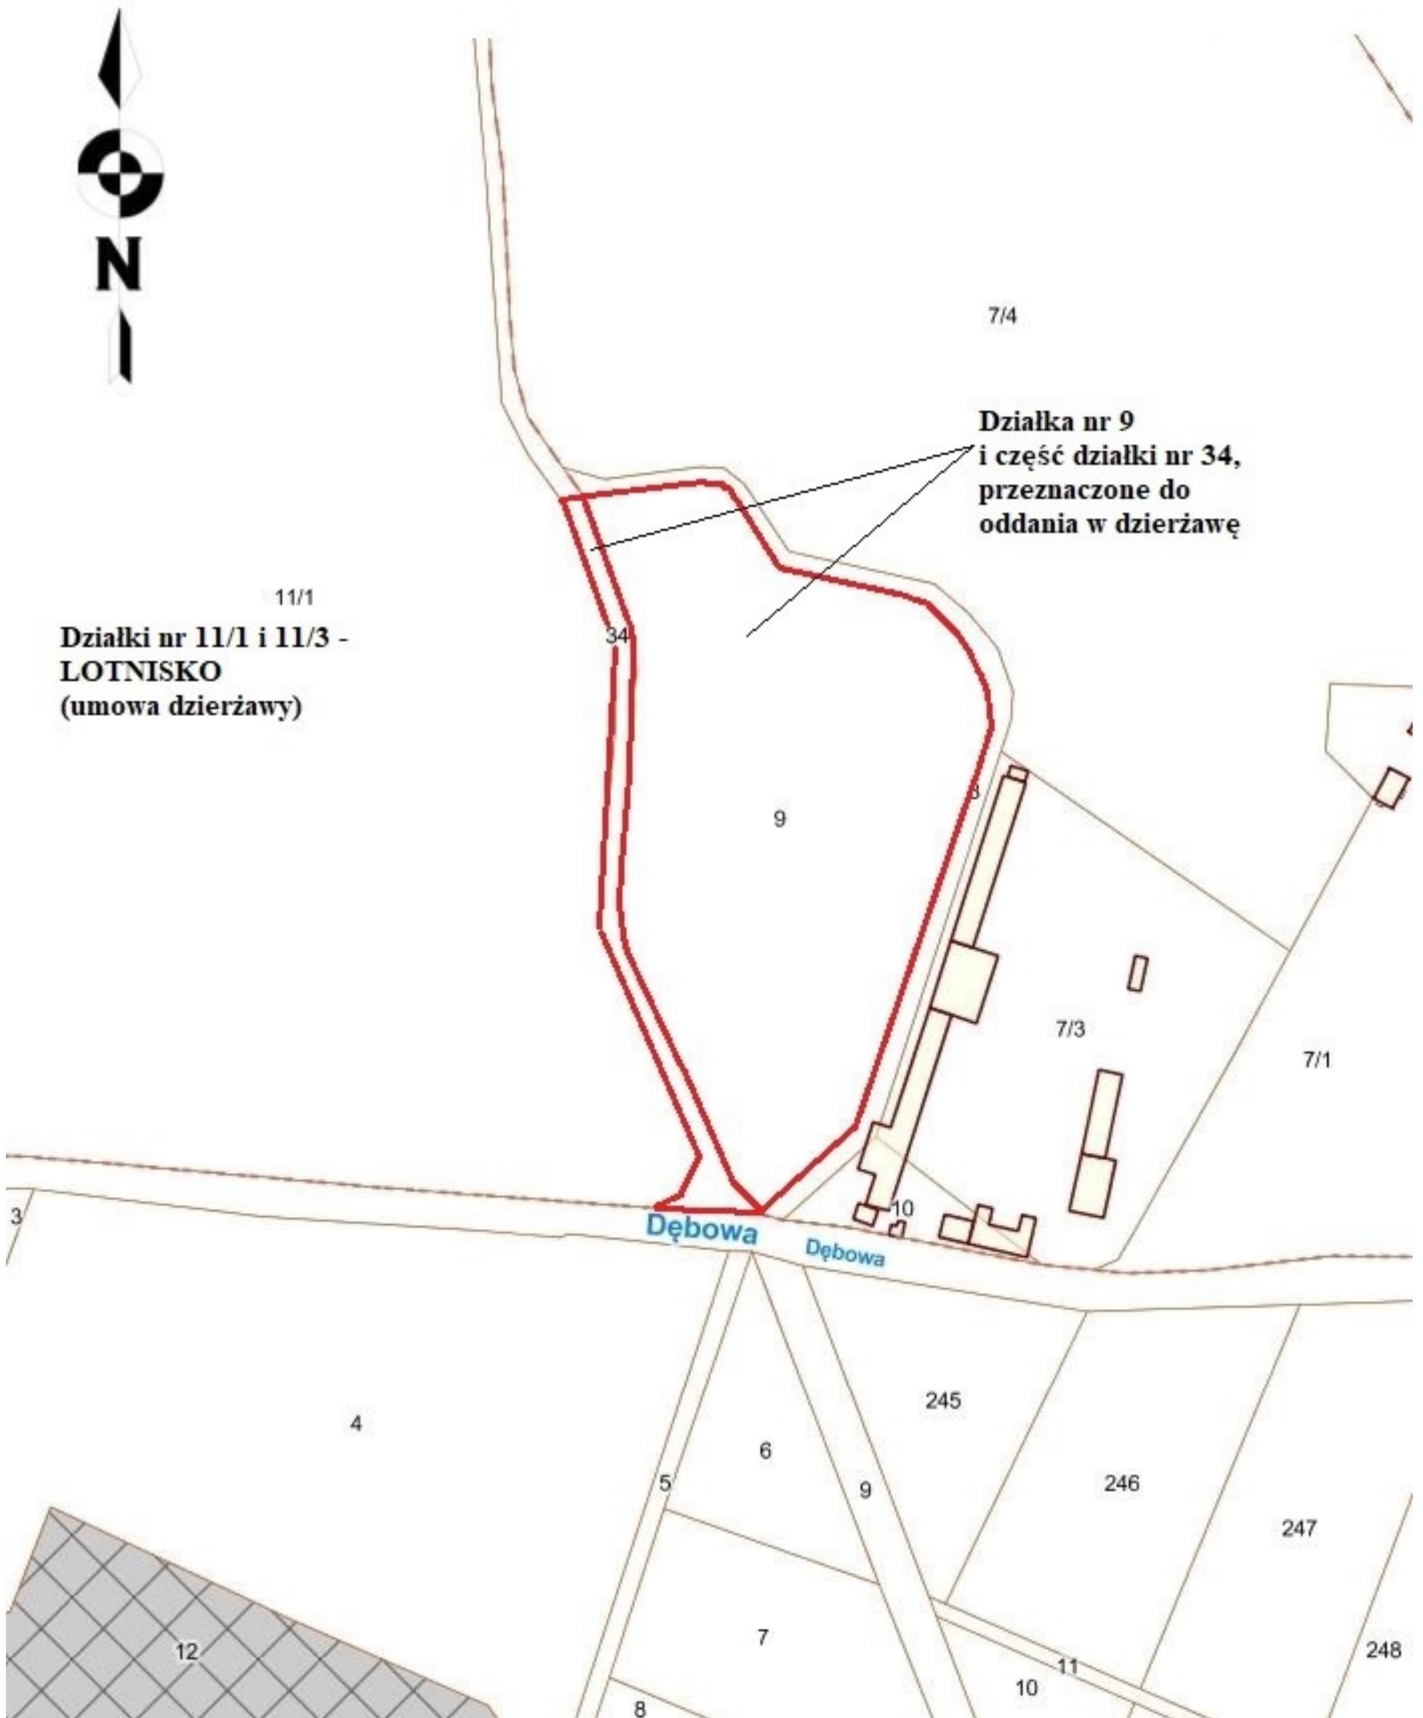 N
7/4
Działka nr 9
i część działki nr 34,
przeznaczone do
oddania w dzierżawę
11/1
Działki nr 11/1 i 11/3 -
LOTNISKO
(umowa dzierżawy)
34
9
8
7/3
7/1
10
3
Dębowa
Dębowa
245
4
6
5
9
246
247
12
7
248
11
10
8